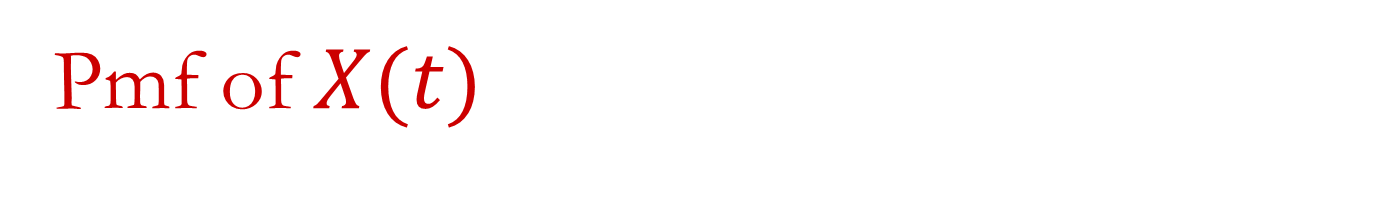 Pmf of 𝑋(𝑡)